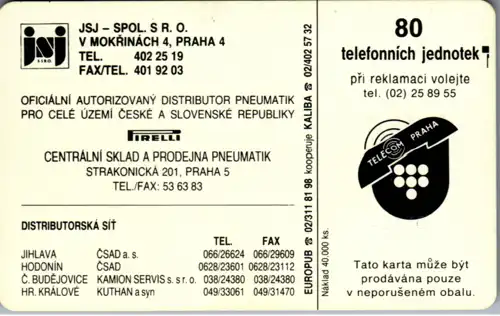 jsj
s r.o.
JSJ – SPOL. S R. O.
V MOKŘINÁCH 4, PRAHA 4
TEL. 402 25 19
FAX/TEL. 401 92 03
OFICIÁLNÍ AUTORIZOVANÝ DISTRIBUTOR PNEUMATIK
PRO CELÉ ÚZEMÍ ČESKÉ A SLOVENSKÉ REPUBLIKY
PIRELLI
CENTRÁLNÍ SKLAD A PRODEJNA PNEUMATIK
STRAKONICKÁ 201, PRAHA 5
TEL./FAX: 53 63 83
DISTRIBUTORSKÁ SÍŤ
TEL. FAX
JIHLAVA ČSAD a. s. 066/26624 066/29609
HODONÍN ČSAD 0628/23601 0628/23112
Č. BUDĚJOVICE KAMION SERVIS s. s r.o. 038/24380 038/24380
HR. KRÁLOVÉ KUTHAN a syn 049/33061 049/31470
EUROPUB ☎ 02/311 81 98 kooperuje KALIBA ☎ 02/402 57 32
Náklad 40.000 ks.
80
telefonních jednotek
při reklamaci volejte
tel. (02) 25 89 55
TELECOM PRAHA
Tato karta může být
prodávána pouze
v neporušeném obalu.